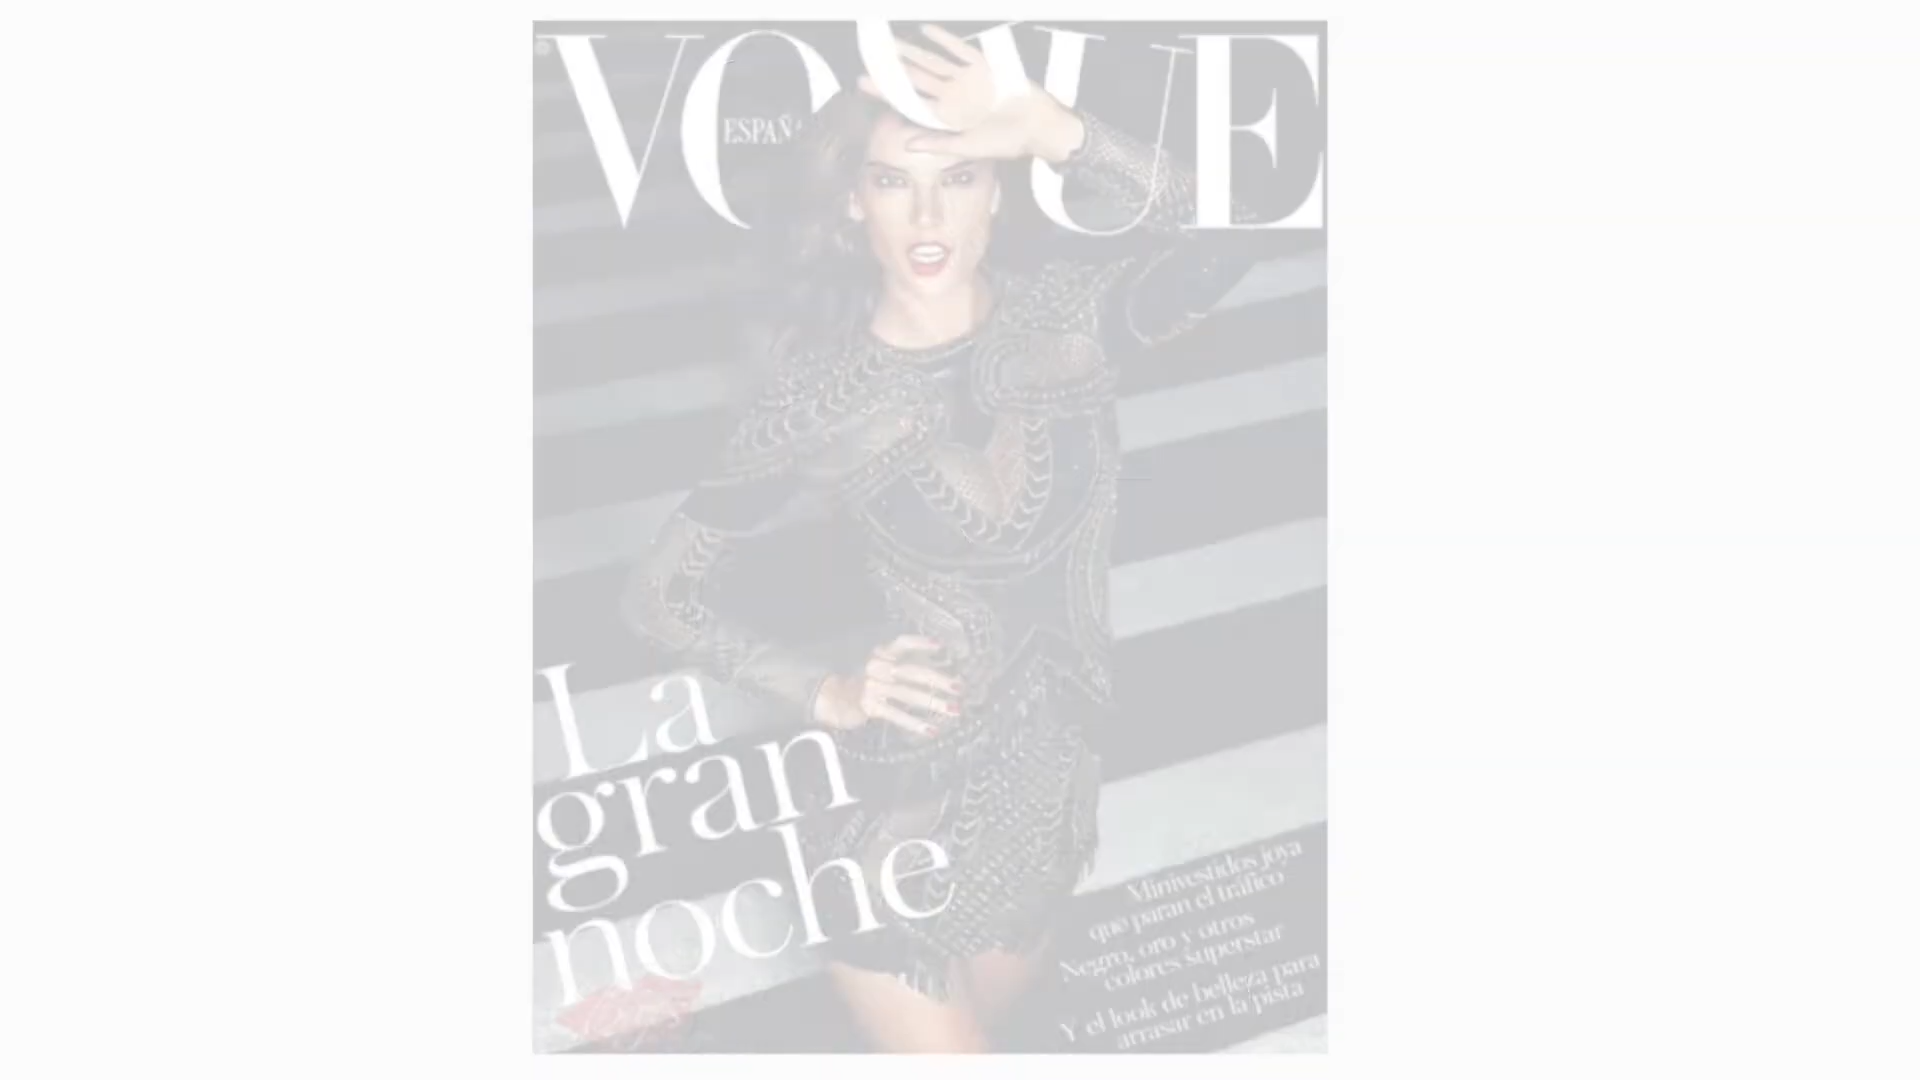 VOGUE
ESPAÑA
La
gran
noche
Minivestidos joya
que paran el tráfico
Negro, oro y otros
colores superstar
Y el look de belleza para
arrasar en la pista